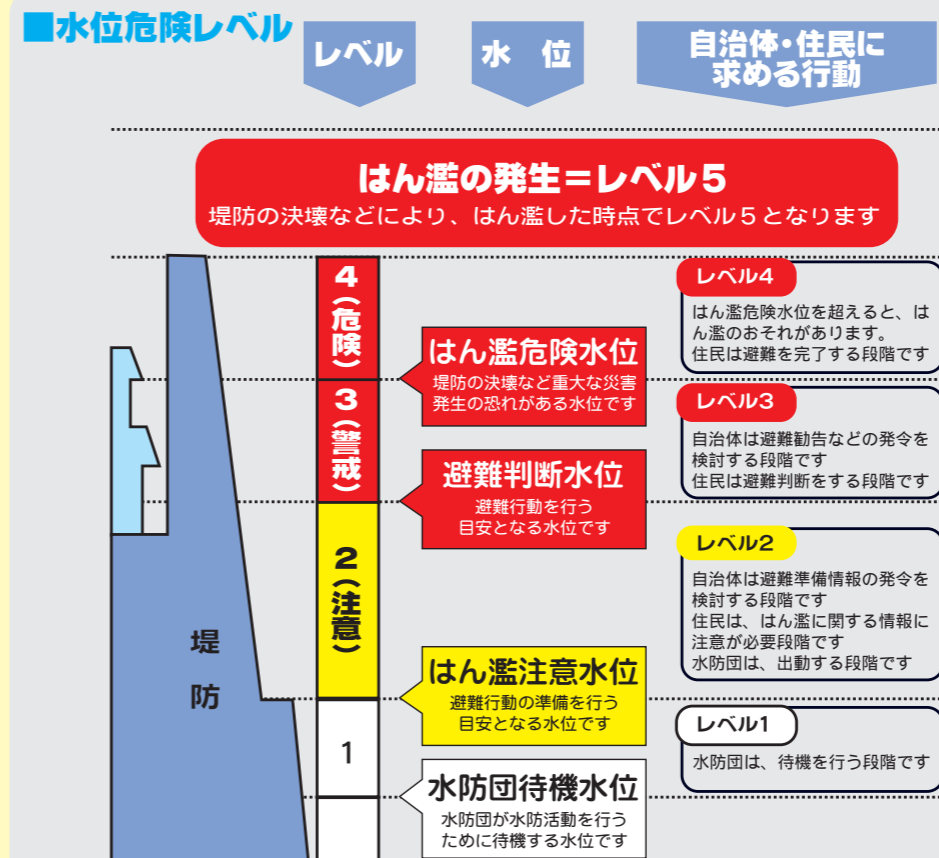 ■水位危険レベル
レベル
水 位
自治体・住民に
求める行動
はん濫の発生=レベル5
堤防の決壊などにより、はん濫した時点でレベル5となります
4(危険)
はん濫危険水位
堤防の決壊など重大な災害
発生の恐れがある水位です
レベル4
はん濫危険水位を超えると、は
ん濫のおそれがあります。
住民は避難を完了する段階です
3(警戒)
避難判断水位
避難行動を行う
目安となる水位です
レベル3
自治体は避難勧告などの発令を
検討する段階です
住民は避難判断をする段階です
2(注意)
はん濫注意水位
避難行動の準備を行う
目安となる水位です
レベル2
自治体は避難準備情報の発令を
検討する段階です
住民は、はん濫に関する情報に
注意が必要段階です
水防団は、出動する段階です
堤防
1
水防団待機水位
水防団が水防活動を行う
ために待機する水位です
レベル1
水防団は、待機を行う段階です